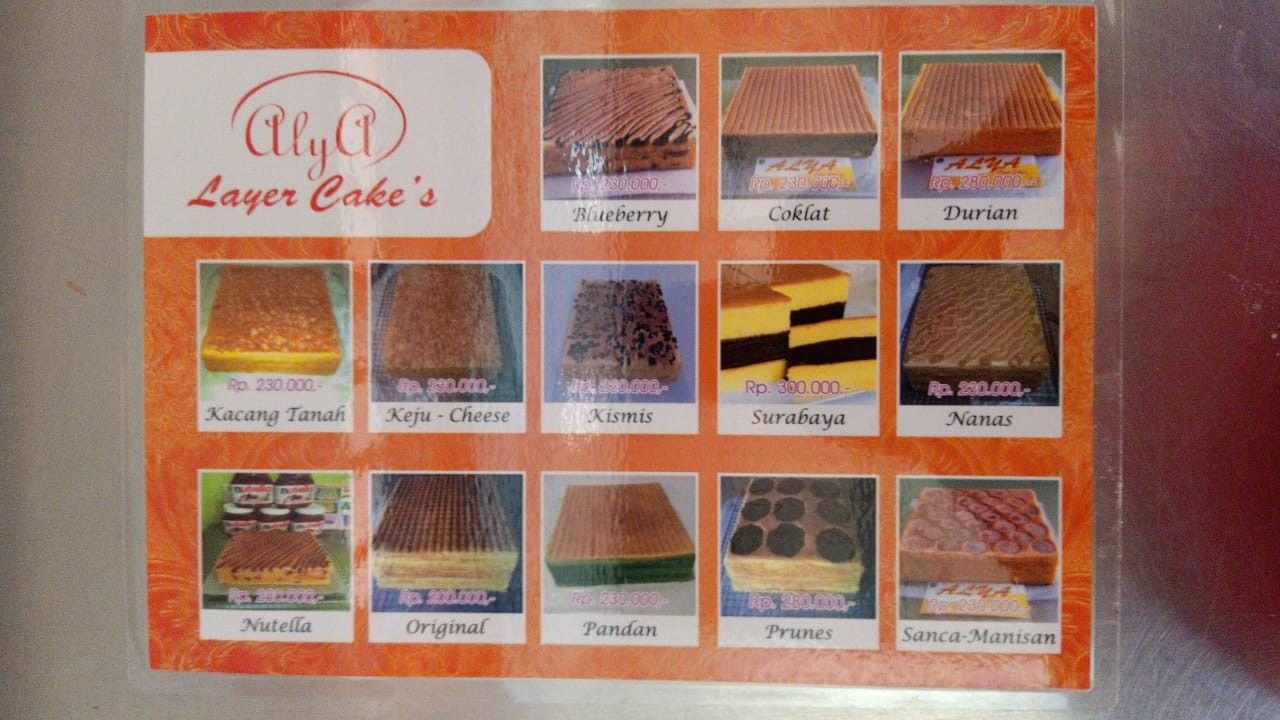 AlyA
Layer Cake's
Rp. 230.000,-
Blueberry
ALYA
Rp. 230.000,-
Coklat
ALYA
Rp. 280.000,-
Durian
Rp. 230.000,-
Kacang Tanah
Rp. 230.000,-
Keju - Cheese
Rp. 230.000,-
Kismis
Rp. 300.000,-
Surabaya
Rp. 230.000,-
Nanas
nutella
Nutella
Rp. 200.000,-
Original
Rp. 230.000,-
Pandan
Rp. 280.000,-
Prunes
ALYA
Rp. 230.000,-
Sanca-Manisan